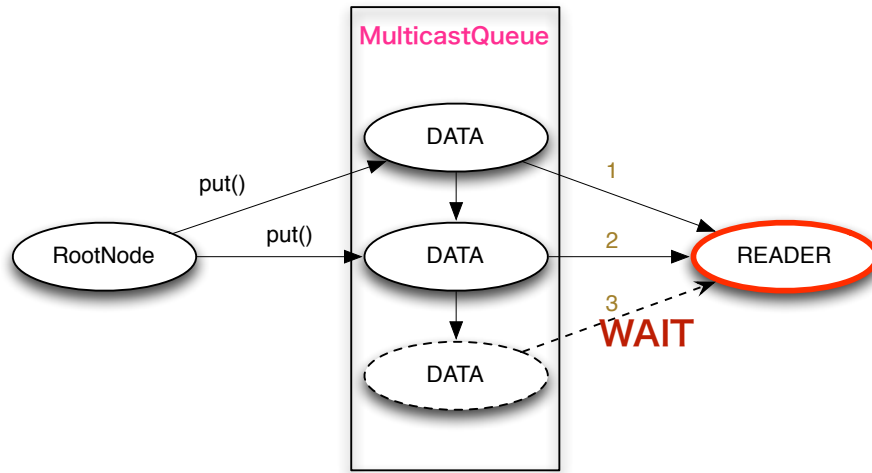 MulticastQueue
DATA
1
put()
put()
2
RootNode
DATA
READER
3
WAIT
DATA